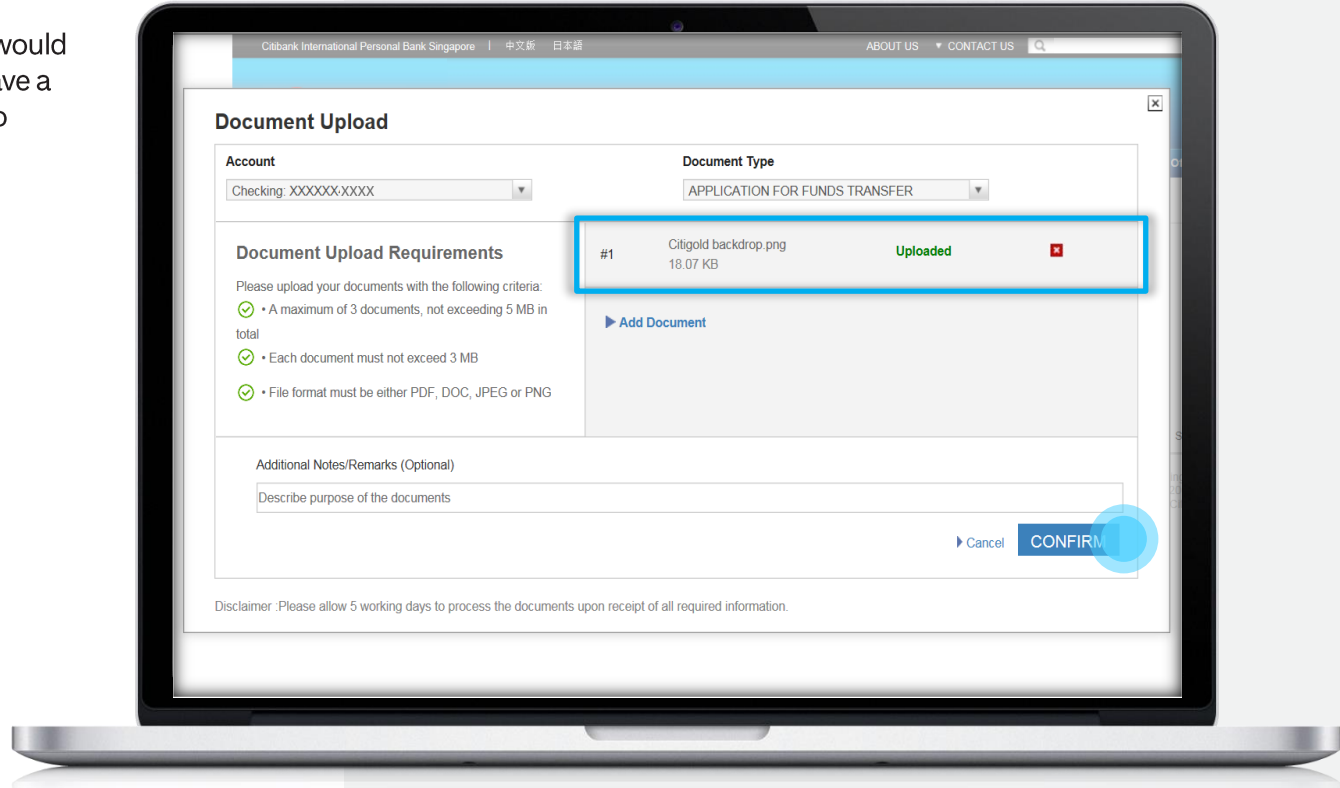 would
ave a
Citibank International Personal Bank Singapore | 中文版 日本語 ABOUT US ▼ CONTACT US
Document Upload
Account Document Type
Checking: XXXXXX-XXXX APPLICATION FOR FUNDS TRANSFER
Document Upload Requirements
Please upload your documents with the following criteria:
• A maximum of 3 documents, not exceeding 5 MB in
total
• Each document must not exceed 3 MB
• File format must be either PDF, DOC, JPEG or PNG
#1 Citigold backdrop.png Uploaded
18.07 KB
Add Document
Additional Notes/Remarks (Optional)
Describe purpose of the documents
Cancel CONFIRM
Disclaimer :Please allow 5 working days to process the documents upon receipt of all required information.